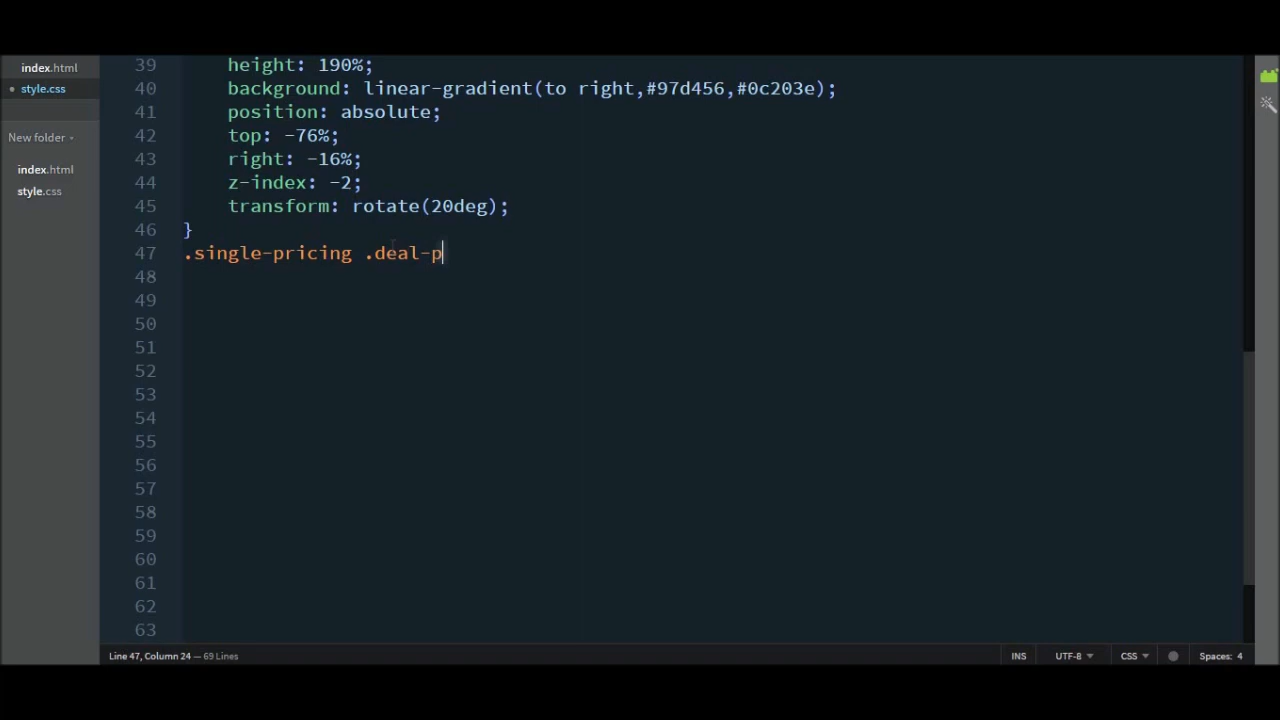 index.html
style.css
New folder
index.html
style.css
39 height: 190%;
40 background: linear-gradient(to right,#97d456,#0c203e);
41 position: absolute;
42 top: -76%;
43 right: -16%;
44 z-index: -2;
45 transform: rotate(20deg);
46 }
47 .single-pricing .deal-p
48
49
50
51
52
53
54
55
56
57
58
59
60
61
62
63
Line 47, Column 24 — 69 Lines INS UTF-8 CSS Spaces: 4